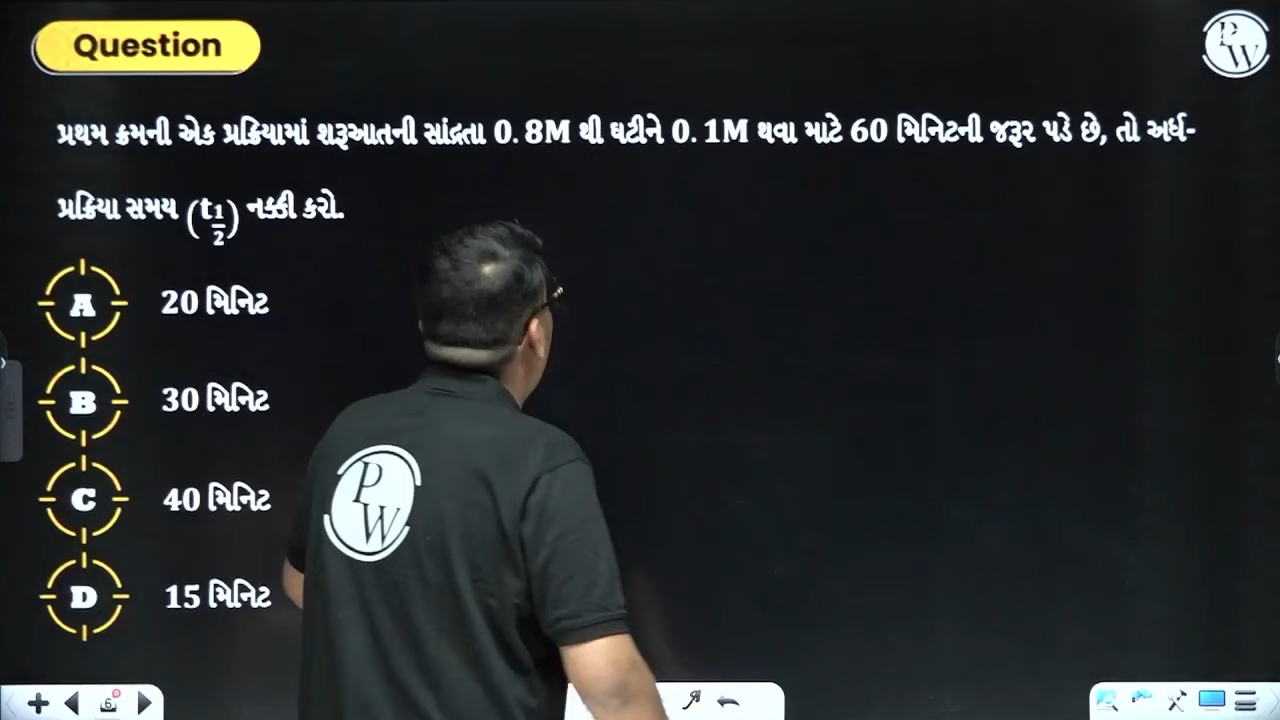 Question
PW
પ્રથમ ક્રમની એક પ્રક્રિયામાં શરૂઆતની સાંદ્રતા 0.8M થી ઘટીને 0.1M થવા માટે 60 મિનિટની જરૂર પડે છે, તો અર્ધ-
પ્રક્રિયા સમય (t1/2) નક્કી કરો.
A 20 મિનિટ
B 30 મિનિટ
C 40 મિનિટ
D 15 મિનિટ
PW
6